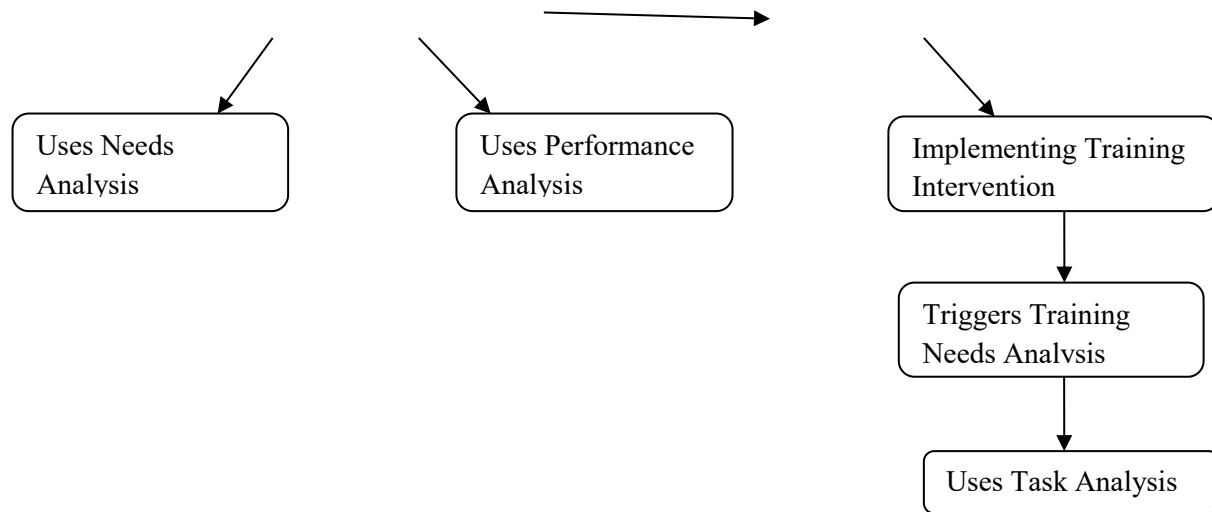 Uses Needs
Analysis
Uses Performance
Analysis
Implementing Training
Intervention
Triggers Training
Needs Analysis
Uses Task Analysis